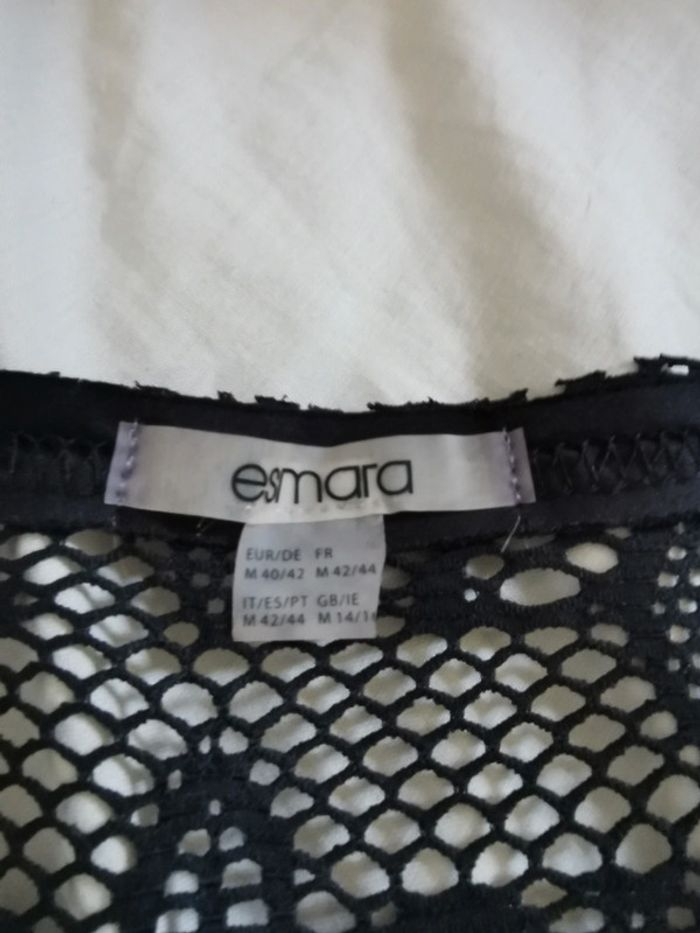 esmara
EUR/DE FR
M 40/42 M 42/44
IT/ES/PT GB/IE
M 42/44 M